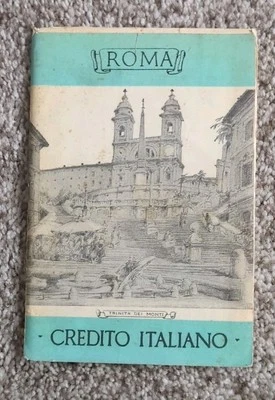 ROMA
TRINITÀ DEI MONTI
· CREDITO ITALIANO ·